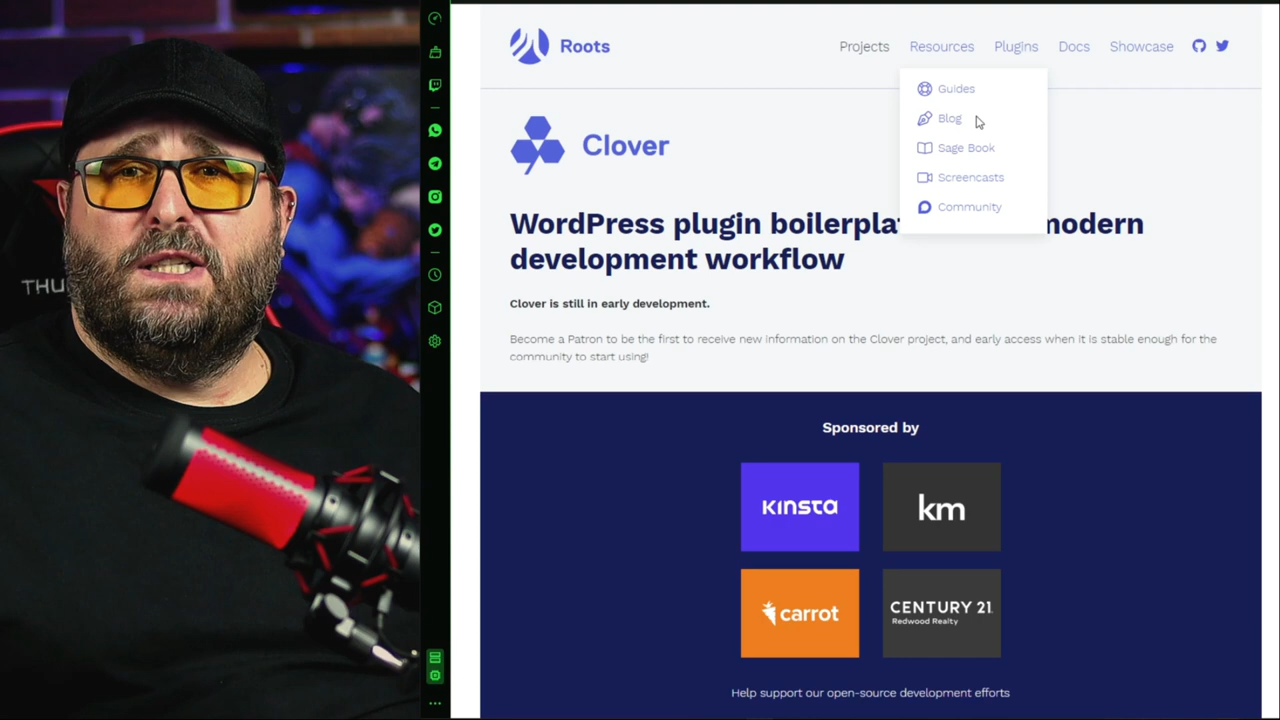 THU
Roots
Projects
Resources
Plugins
Docs
Showcase
Guides
Blog
Sage Book
Screencasts
Community
Clover
WordPress plugin
modern
development workflow
Clover is still in early development.
Become a Patron to be the first to receive new information on the Clover project, and early access when it is stable enough for the
community to start using!
Sponsored by
Kinsta
km
carrot
CENTURY 21.
Redwood Realty
Help support our open-source development efforts